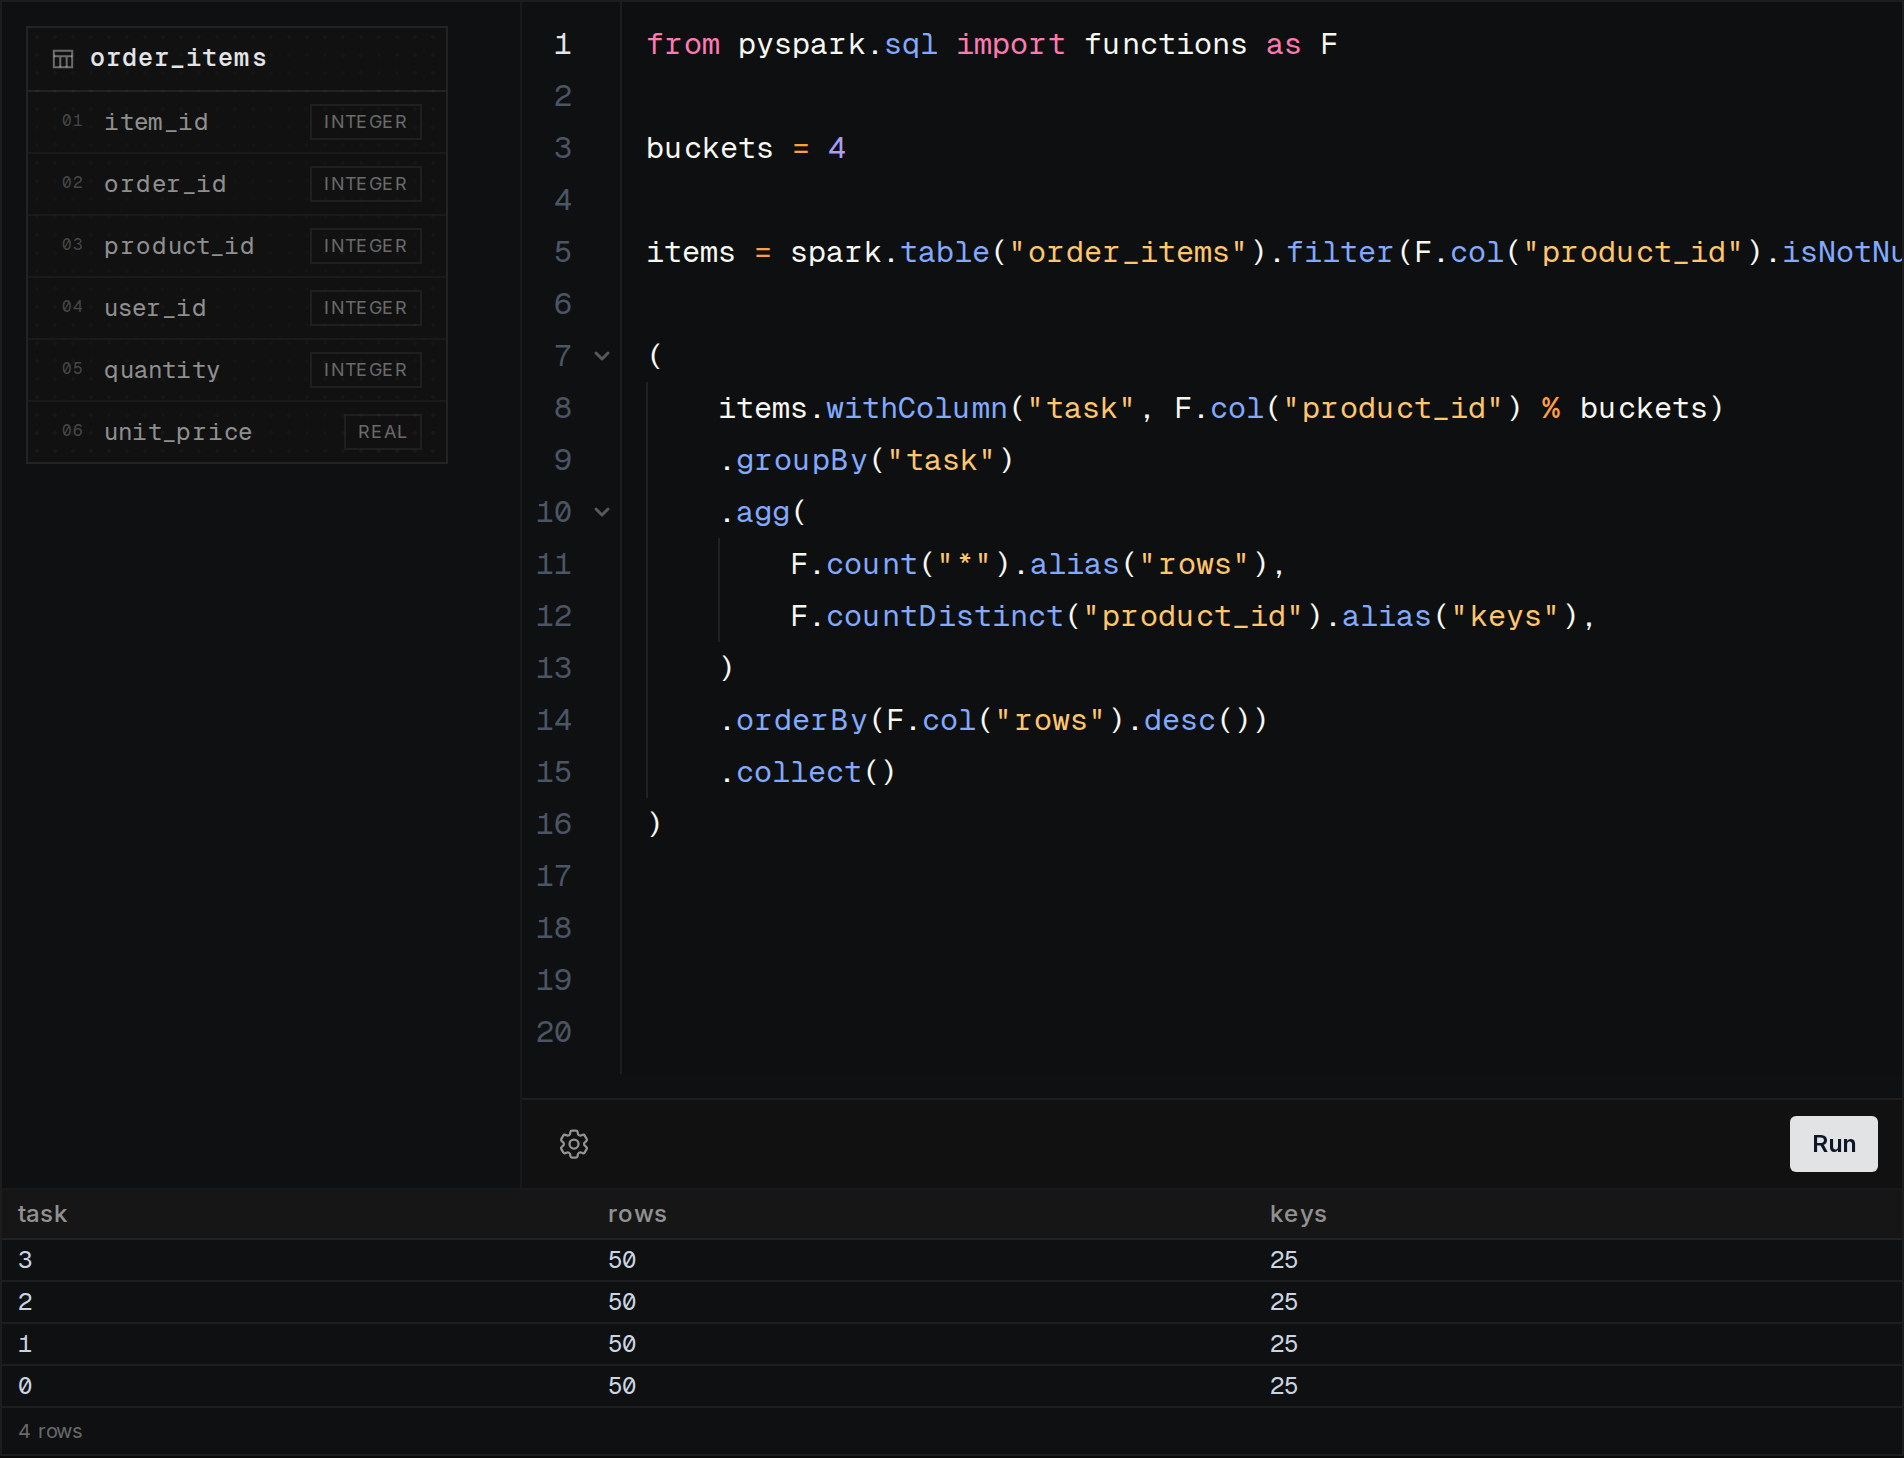 order_items
01 item_id INTEGER
02 order_id INTEGER
03 product_id INTEGER
04 user_id INTEGER
05 quantity INTEGER
06 unit_price REAL
1 from pyspark.sql import functions as F
2
3 buckets = 4
4
5 items = spark.table("order_items").filter(F.col("product_id").isNotNu
6
7 (
8     items.withColumn("task", F.col("product_id") % buckets)
9     .groupBy("task")
10     .agg(
11         F.count("*").alias("rows"),
12         F.countDistinct("product_id").alias("keys"),
13     )
14     .orderBy(F.col("rows").desc())
15     .collect()
16 )
17
18
19
20
Run
task rows keys
3 50 25
2 50 25
1 50 25
0 50 25
4 rows